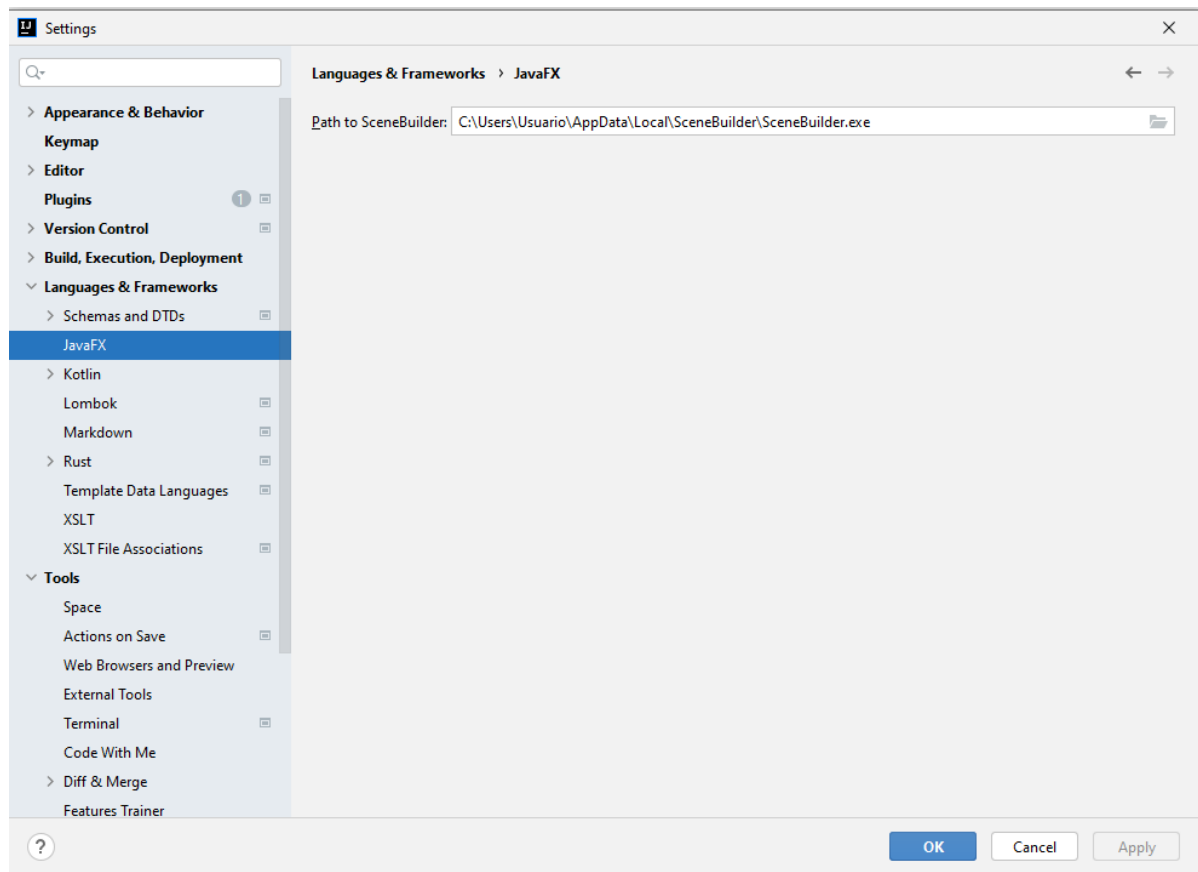 Settings
Languages & Frameworks › JavaFX
Path to SceneBuilder: C:\Users\Usuario\AppData\Local\SceneBuilder\SceneBuilder.exe
Appearance & Behavior
Keymap
Editor
Plugins 1
Version Control
Build, Execution, Deployment
Languages & Frameworks
Schemas and DTDs
JavaFX
Kotlin
Lombok
Markdown
Rust
Template Data Languages
XSLT
XSLT File Associations
Tools
Space
Actions on Save
Web Browsers and Preview
External Tools
Terminal
Code With Me
Diff & Merge
Features Trainer
?
OK Cancel Apply